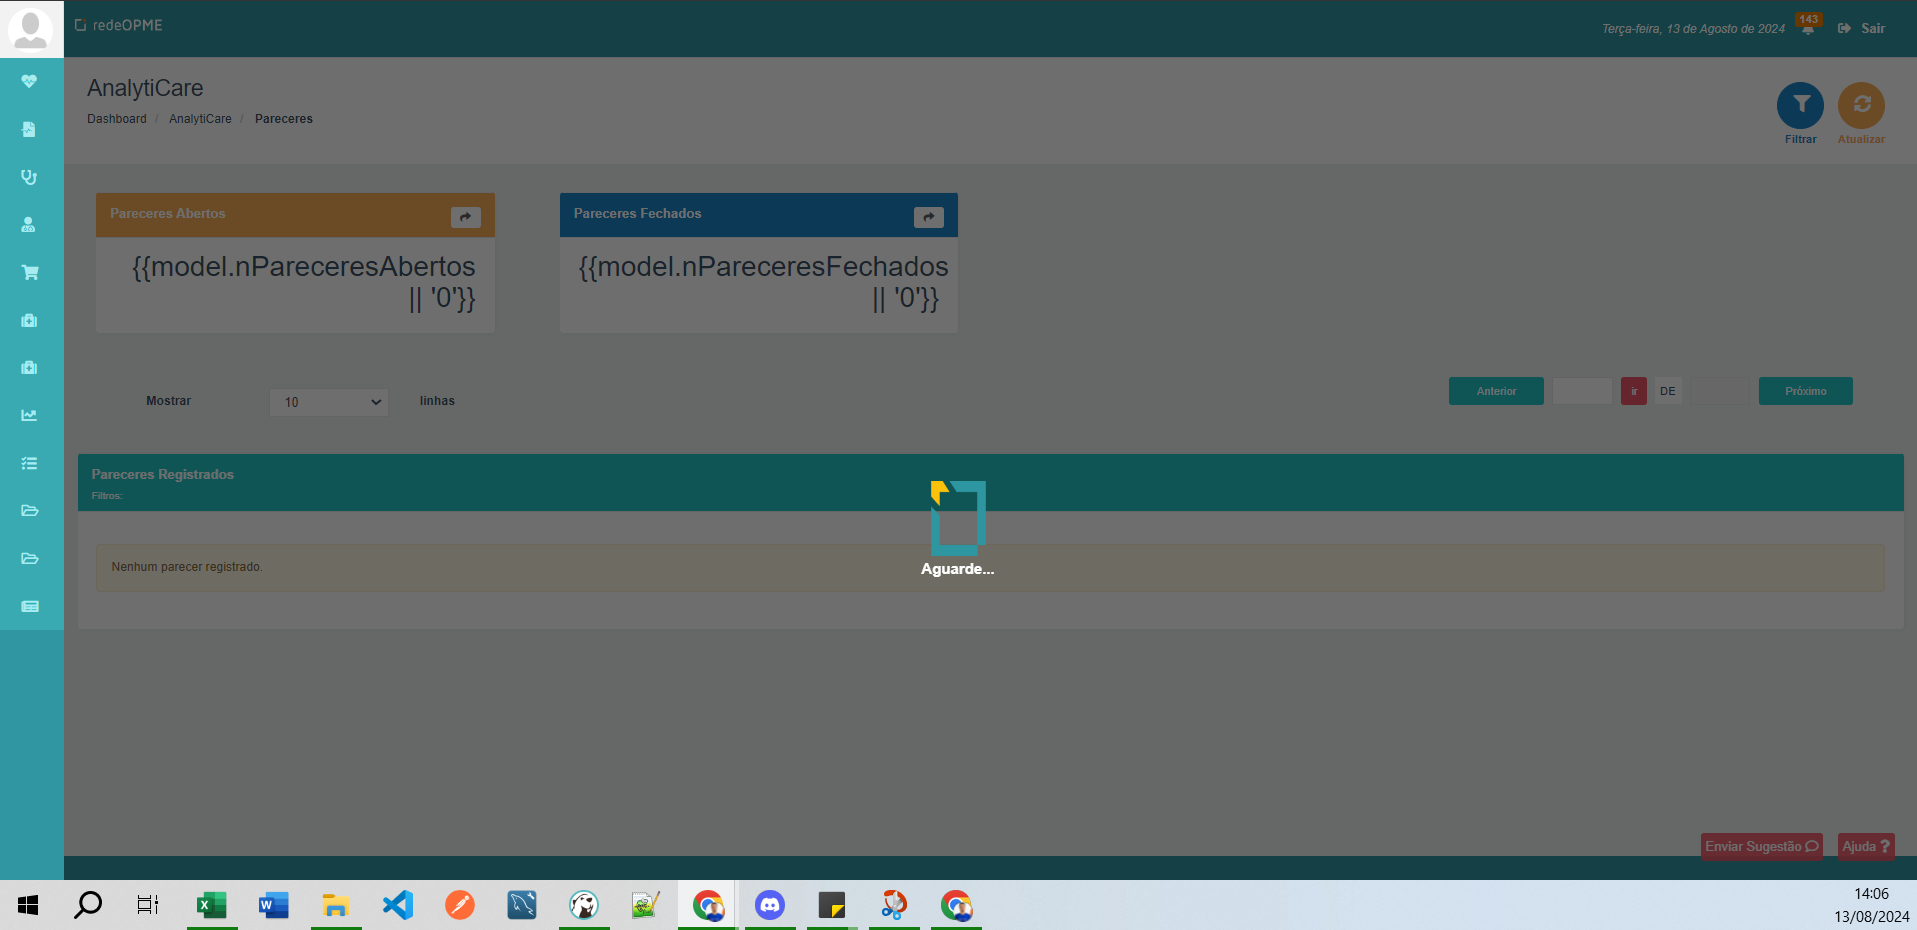 redeOPME
Terça-feira, 13 de Agosto de 2024
143
Sair
AnalytiCare
Dashboard / AnalytiCare / Pareceres
Filtrar
Atualizar
Pareceres Abertos
{{model.nPareceresAbertos
|| '0'}}
Pareceres Fechados
{{model.nPareceresFechados
|| '0'}}
Mostrar
10
linhas
Anterior
ir
DE
Próximo
Pareceres Registrados
Filtros:
Nenhum parecer registrado.
Aguarde...
Enviar Sugestão
Ajuda ?
14:06
13/08/2024